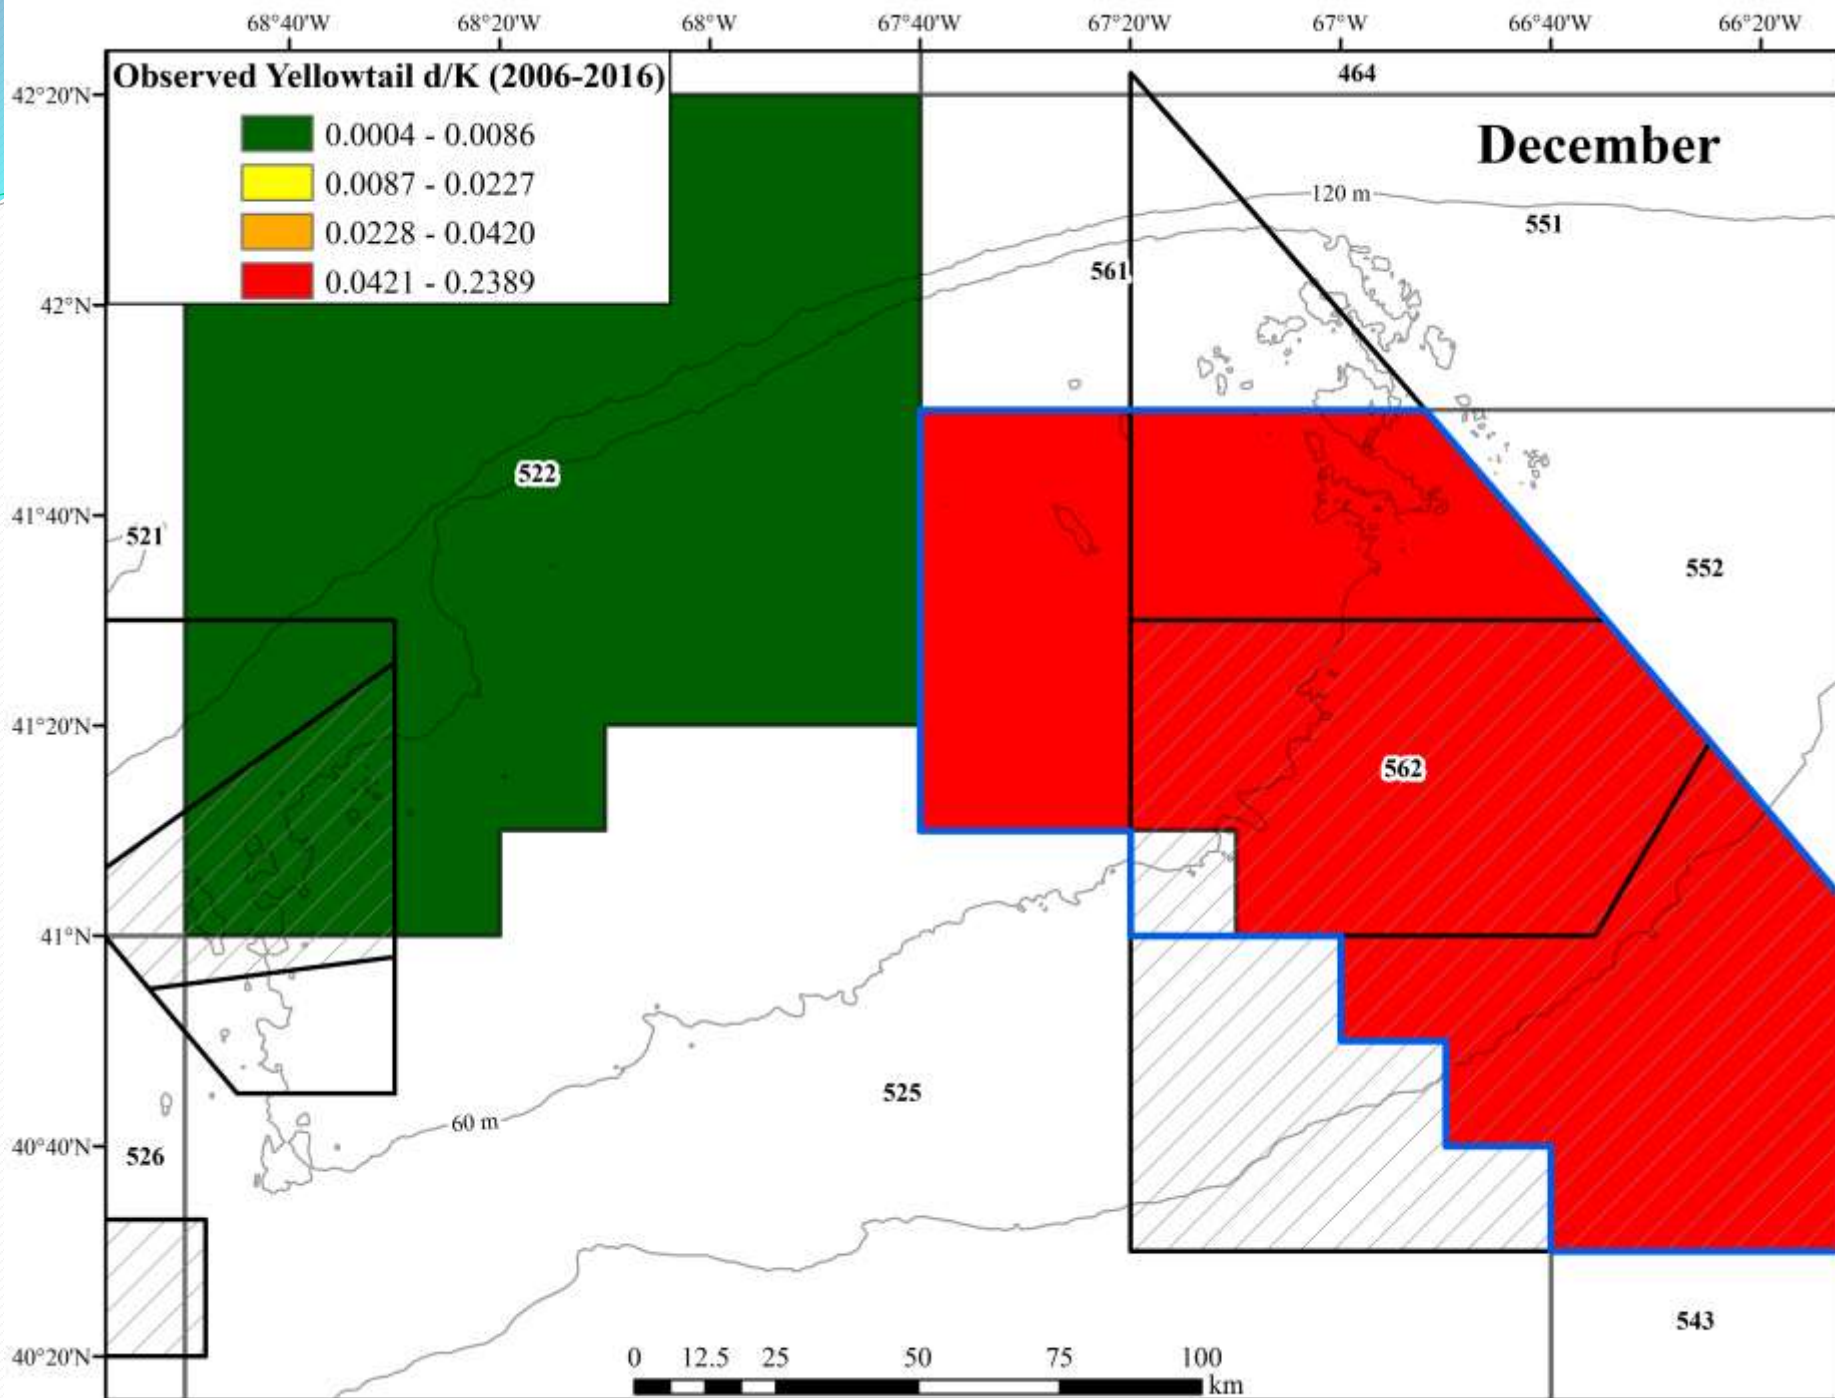 68°40'W 68°20'W 68°W 67°40'W 67°20'W 67°W 66°40'W 66°20'W
Observed Yellowtail d/K (2006-2016)
0.0004 - 0.0086
0.0087 - 0.0227
0.0228 - 0.0420
0.0421 - 0.2389
December
464
42°20'N
120 m
551
561
42°N
522
41°40'N
521
552
41°20'N
562
41°N
525
60 m
40°40'N
526
543
40°20'N
0 12.5 25 50 75 100
km